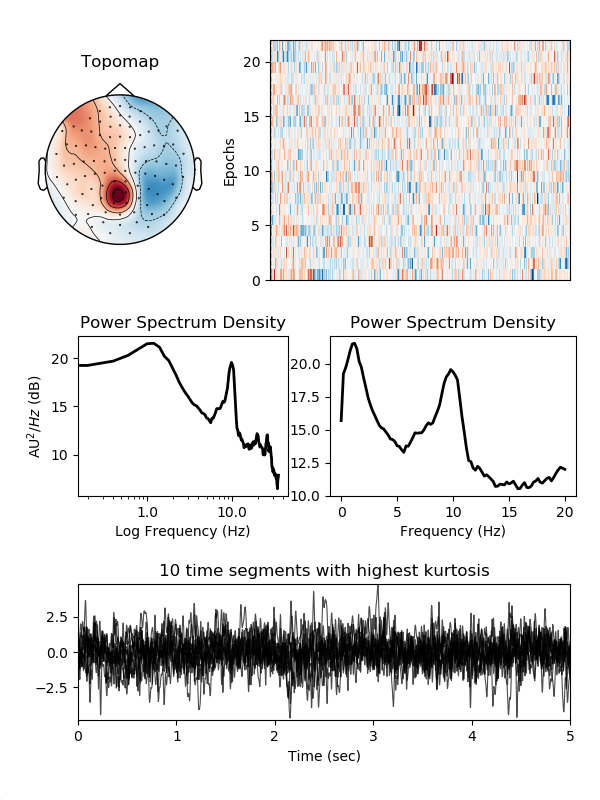 Topomap
Epochs
20
15
10
5
0
Power Spectrum Density
AU²/Hz (dB)
20
15
10
1.0 10.0
Log Frequency (Hz)
Power Spectrum Density
20.0
17.5
15.0
12.5
10.0
0 5 10 15 20
Frequency (Hz)
10 time segments with highest kurtosis
2.5
0.0
−2.5
0 1 2 3 4 5
Time (sec)